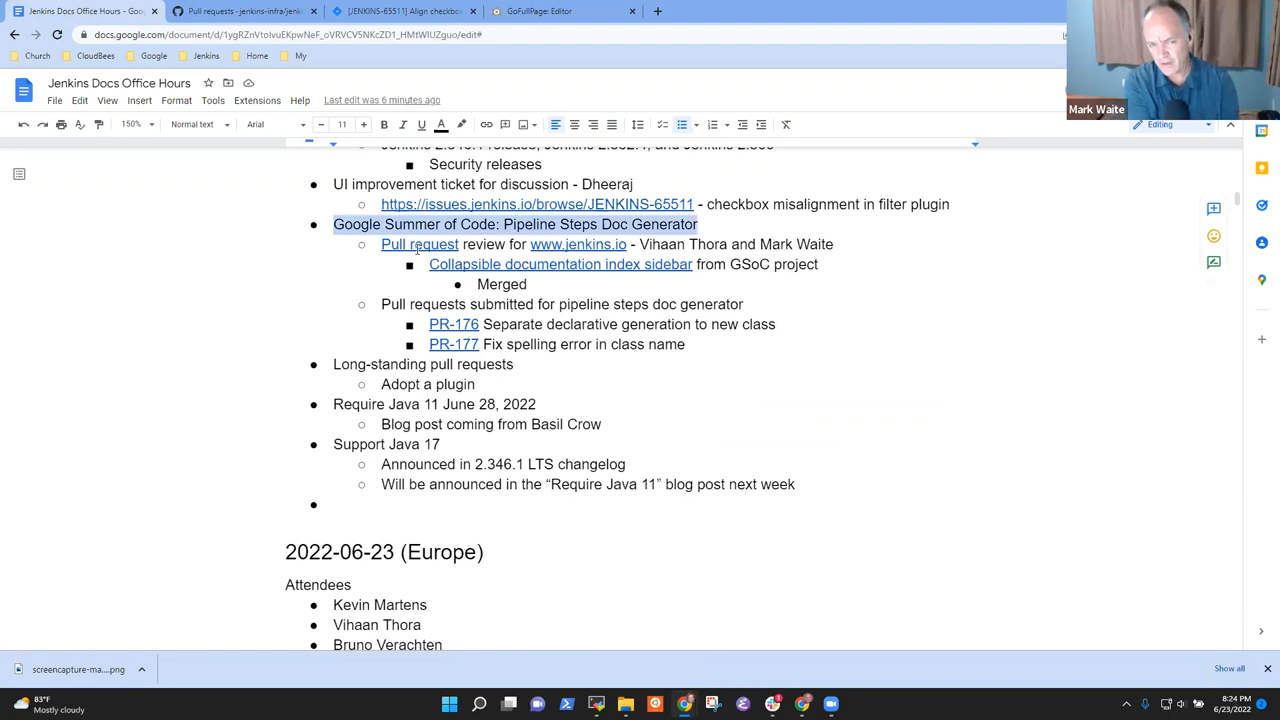 Jenkins Docs Office Hours - Goog
Pull requests · jenkins-infra/jenkin
[JENKINS-65511] Align checkbox
GoFullPage: Editor
docs.google.com/document/d/1ygRZnVtoIvuEKpwNeF_oVRVCV5NKcZD1_HMtWlUZguo/edit#
Church
CloudBees
Google
Jenkins
Home
My
Jenkins Docs Office Hours
File Edit View Insert Format Tools Extensions Help Last edit was 6 minutes ago
Mark Waite
150% Normal text Arial 11 Editing
Security releases
UI improvement ticket for discussion - Dheeraj
https://issues.jenkins.io/browse/JENKINS-65511 - checkbox misalignment in filter plugin
Google Summer of Code: Pipeline Steps Doc Generator
Pull request review for www.jenkins.io - Vihaan Thora and Mark Waite
Collapsible documentation index sidebar from GSoC project
Merged
Pull requests submitted for pipeline steps doc generator
PR-176 Separate declarative generation to new class
PR-177 Fix spelling error in class name
Long-standing pull requests
Adopt a plugin
Require Java 11 June 28, 2022
Blog post coming from Basil Crow
Support Java 17
Announced in 2.346.1 LTS changelog
Will be announced in the “Require Java 11” blog post next week
2022-06-23 (Europe)
Attendees
Kevin Martens
Vihaan Thora
Bruno Verachten
screencapture-ma....png
Show all
83°F
Mostly cloudy
8:24 PM
6/23/2022